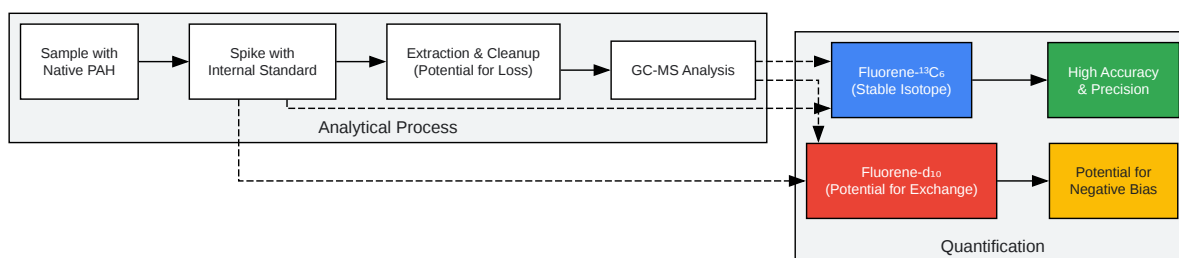 Sample with
Native PAH
Spike with
Internal Standard
Extraction & Cleanup
(Potential for Loss)
GC-MS Analysis
Analytical Process
Fluorene-¹³C₆
(Stable Isotope)
High Accuracy
& Precision
Fluorene-d₁₀
(Potential for Exchange)
Potential for
Negative Bias
Quantification